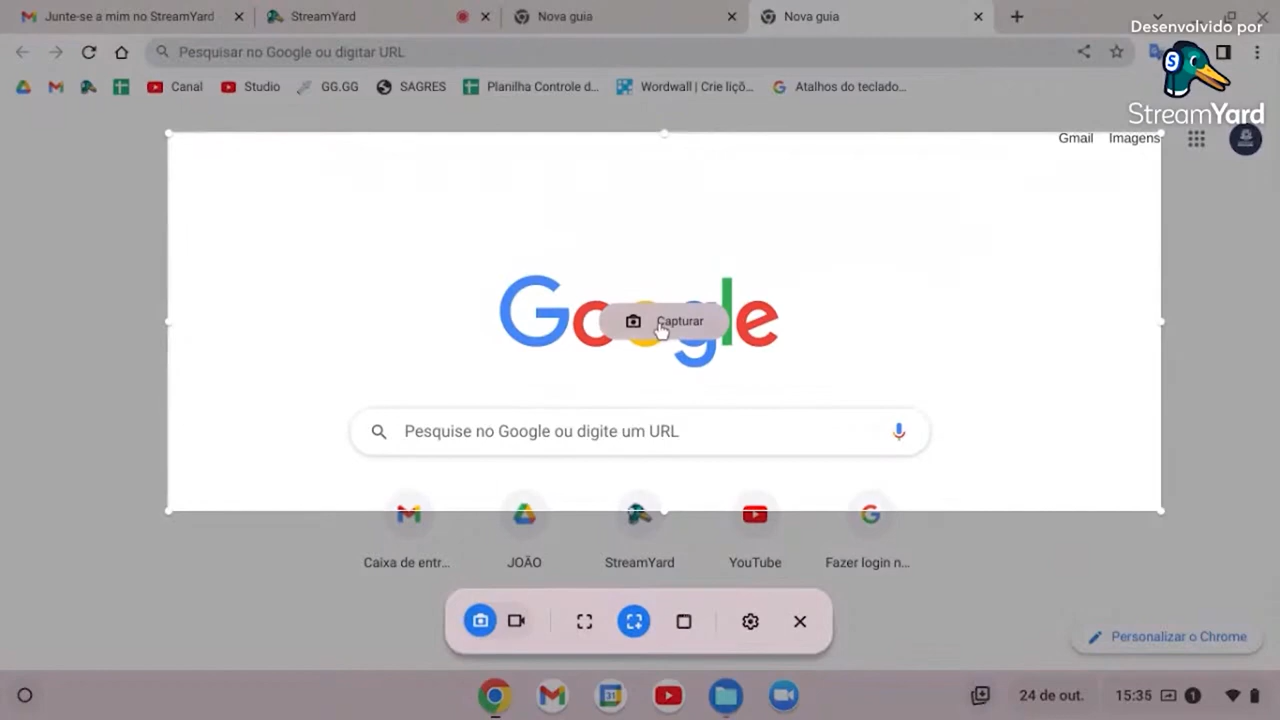 Junte-se a mim no StreamYard
StreamYard
Nova guia
Nova guia
Desenvolvido por
StreamYard
Pesquisar no Google ou digitar URL
Canal
Studio
GG.GG
SAGRES
Planilha Controle d...
Wordwall | Crie liçõ...
Atalhos do teclado...
Gmail
Imagens
Google
Capturar
Pesquise no Google ou digite um URL
Caixa de entr...
JOÃO
StreamYard
YouTube
Fazer login n...
Personalizar o Chrome
31
24 de out.
15:35
1